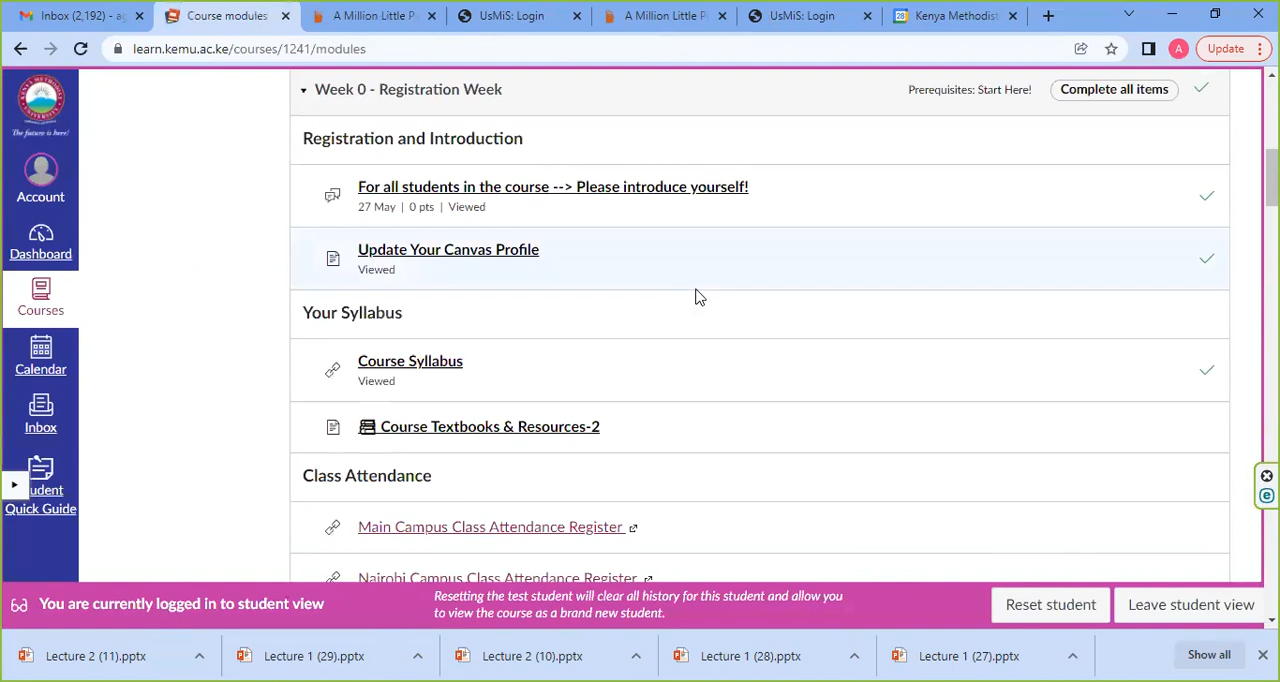 Inbox (2,192) - ag
Course modules
A Million Little P
UsMiS: Login
A Million Little P
UsMiS: Login
28
Kenya Methodist
learn.kemu.ac.ke/courses/1241/modules
A
Update
The future is here!
Account
Dashboard
Courses
Calendar
Inbox
udent
Quick Guide
Week 0 - Registration Week
Prerequisites: Start Here!
Complete all items
Registration and Introduction
For all students in the course --> Please introduce yourself!
27 May | 0 pts | Viewed
Update Your Canvas Profile
Viewed
Your Syllabus
Course Syllabus
Viewed
Course Textbooks & Resources-2
Class Attendance
Main Campus Class Attendance Register
Nairobi Campus Class Attendance Register
You are currently logged in to student view
Resetting the test student will clear all history for this student and allow you
to view the course as a brand new student.
Reset student
Leave student view
Lecture 2 (11).pptx
Lecture 1 (29).pptx
Lecture 2 (10).pptx
Lecture 1 (28).pptx
Lecture 1 (27).pptx
Show all